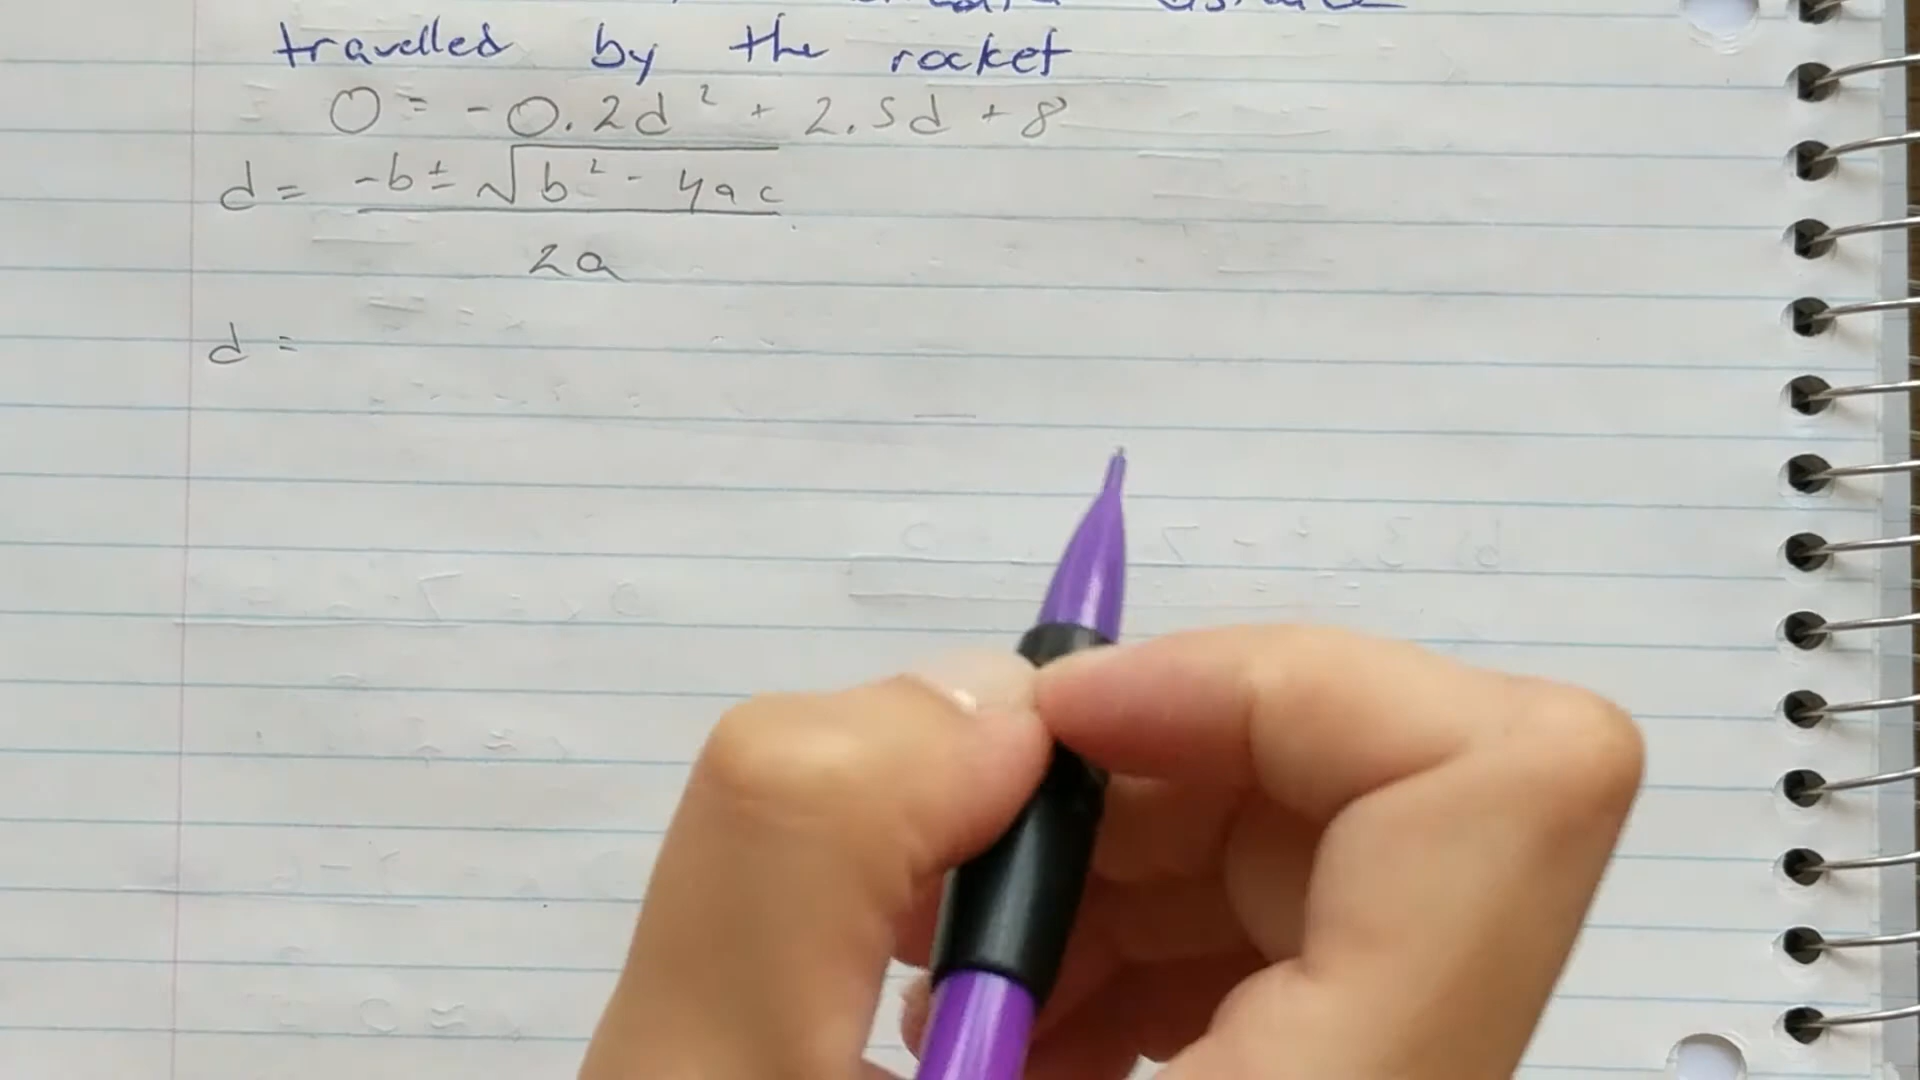 travelled by the rocket
0 = -0.2d² + 2.5d + 8
d = -b ± √b² - 4ac
2a
d =